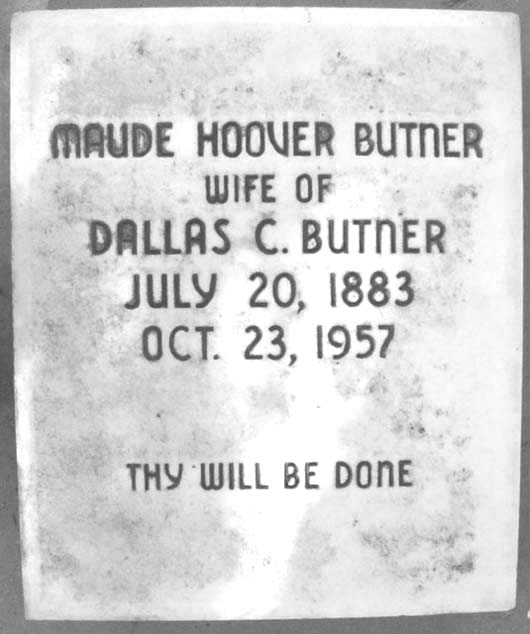 MAUDE HOOVER BUTNER
WIFE OF
DALLAS C. BUTNER
JULY 20, 1883
OCT. 23, 1957
THY WILL BE DONE